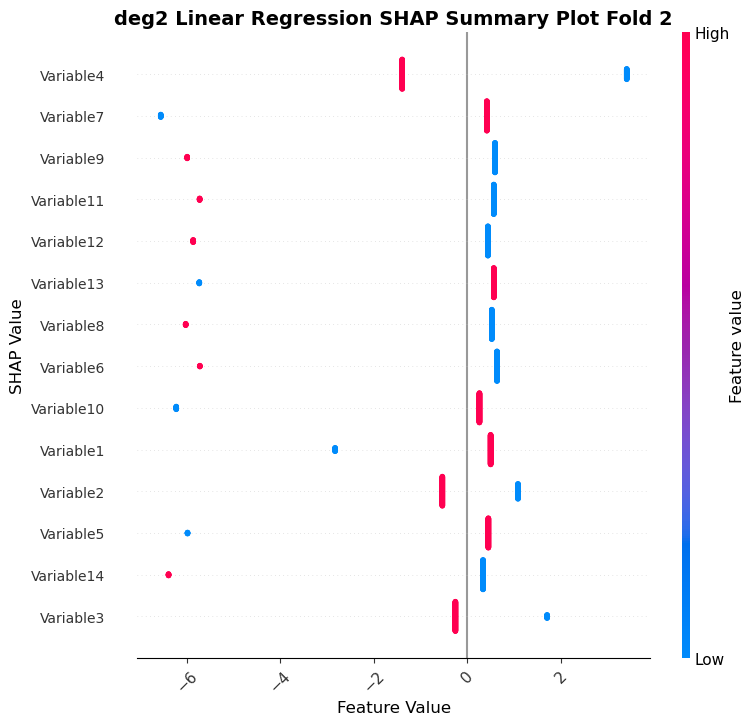 deg2 Linear Regression SHAP Summary Plot Fold 2
High
Variable4
Variable7
Variable9
Variable11
Variable12
Variable13
Variable8
Variable6
Variable10
Variable1
Variable2
Variable5
Variable14
Variable3
SHAP Value
Feature value
Low
−6
−4
−2
0
2
Feature Value